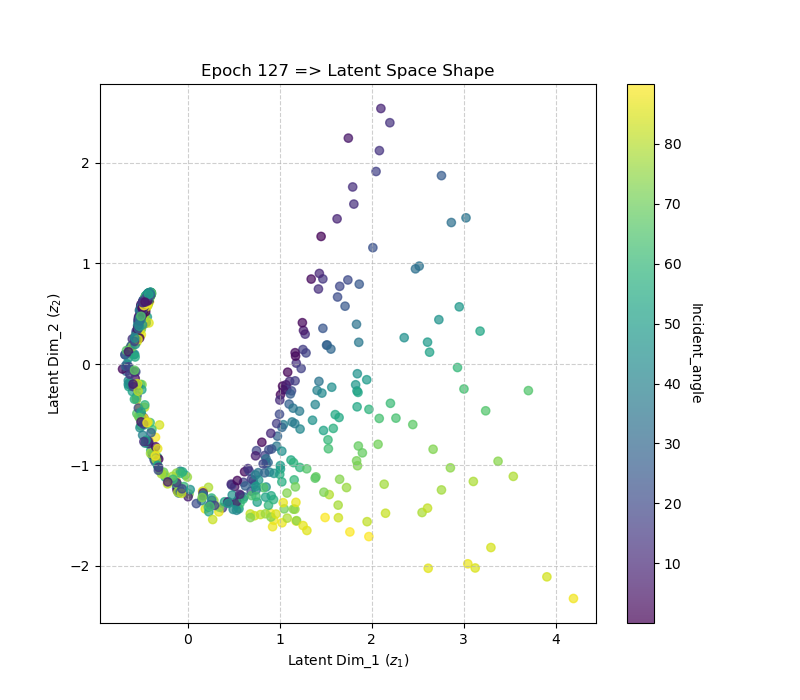 Epoch 127 => Latent Space Shape
2
1
0
−1
−2
Latent Dim_2 (z₂)
0 1 2 3 4
Latent Dim_1 (z₁)
80
70
60
50
40
30
20
10
Incident_angle